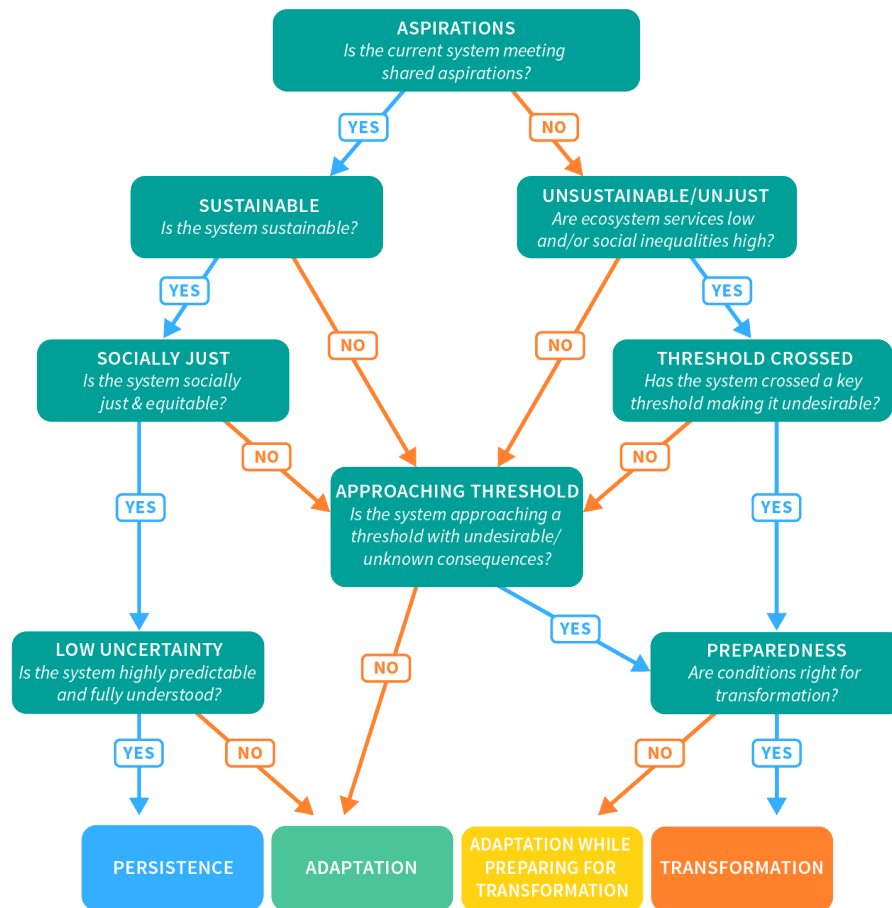 ASPIRATIONS
Is the current system meeting
shared aspirations?
YES
NO
SUSTAINABLE
Is the system sustainable?
UNSUSTAINABLE/UNJUST
Are ecosystem services low
and/or social inequalities high?
YES
NO
NO
YES
SOCIALLY JUST
Is the system socially
just & equitable?
THRESHOLD CROSSED
Has the system crossed a key
threshold making it undesirable?
YES
NO
NO
YES
APPROACHING THRESHOLD
Is the system approaching a
threshold with undesirable/
unknown consequences?
NO
YES
LOW UNCERTAINTY
Is the system highly predictable
and fully understood?
PREPAREDNESS
Are conditions right for
transformation?
YES
NO
NO
YES
PERSISTENCE
ADAPTATION
ADAPTATION WHILE
PREPARING FOR
TRANSFORMATION
TRANSFORMATION